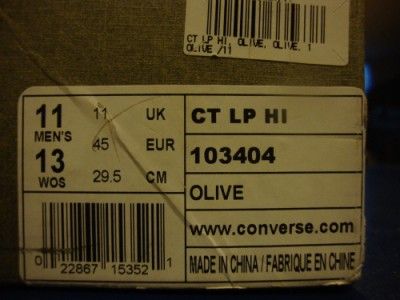 CT LP HI, OLIVE, OLIVE, 1
OLIVE /11
11 11 UK CT LP HI
MEN'S 45 EUR 103404
13 29.5 CM OLIVE
WOS
www.converse.com
0 22867 15352 1 MADE IN CHINA / FABRIQUE EN CHINE